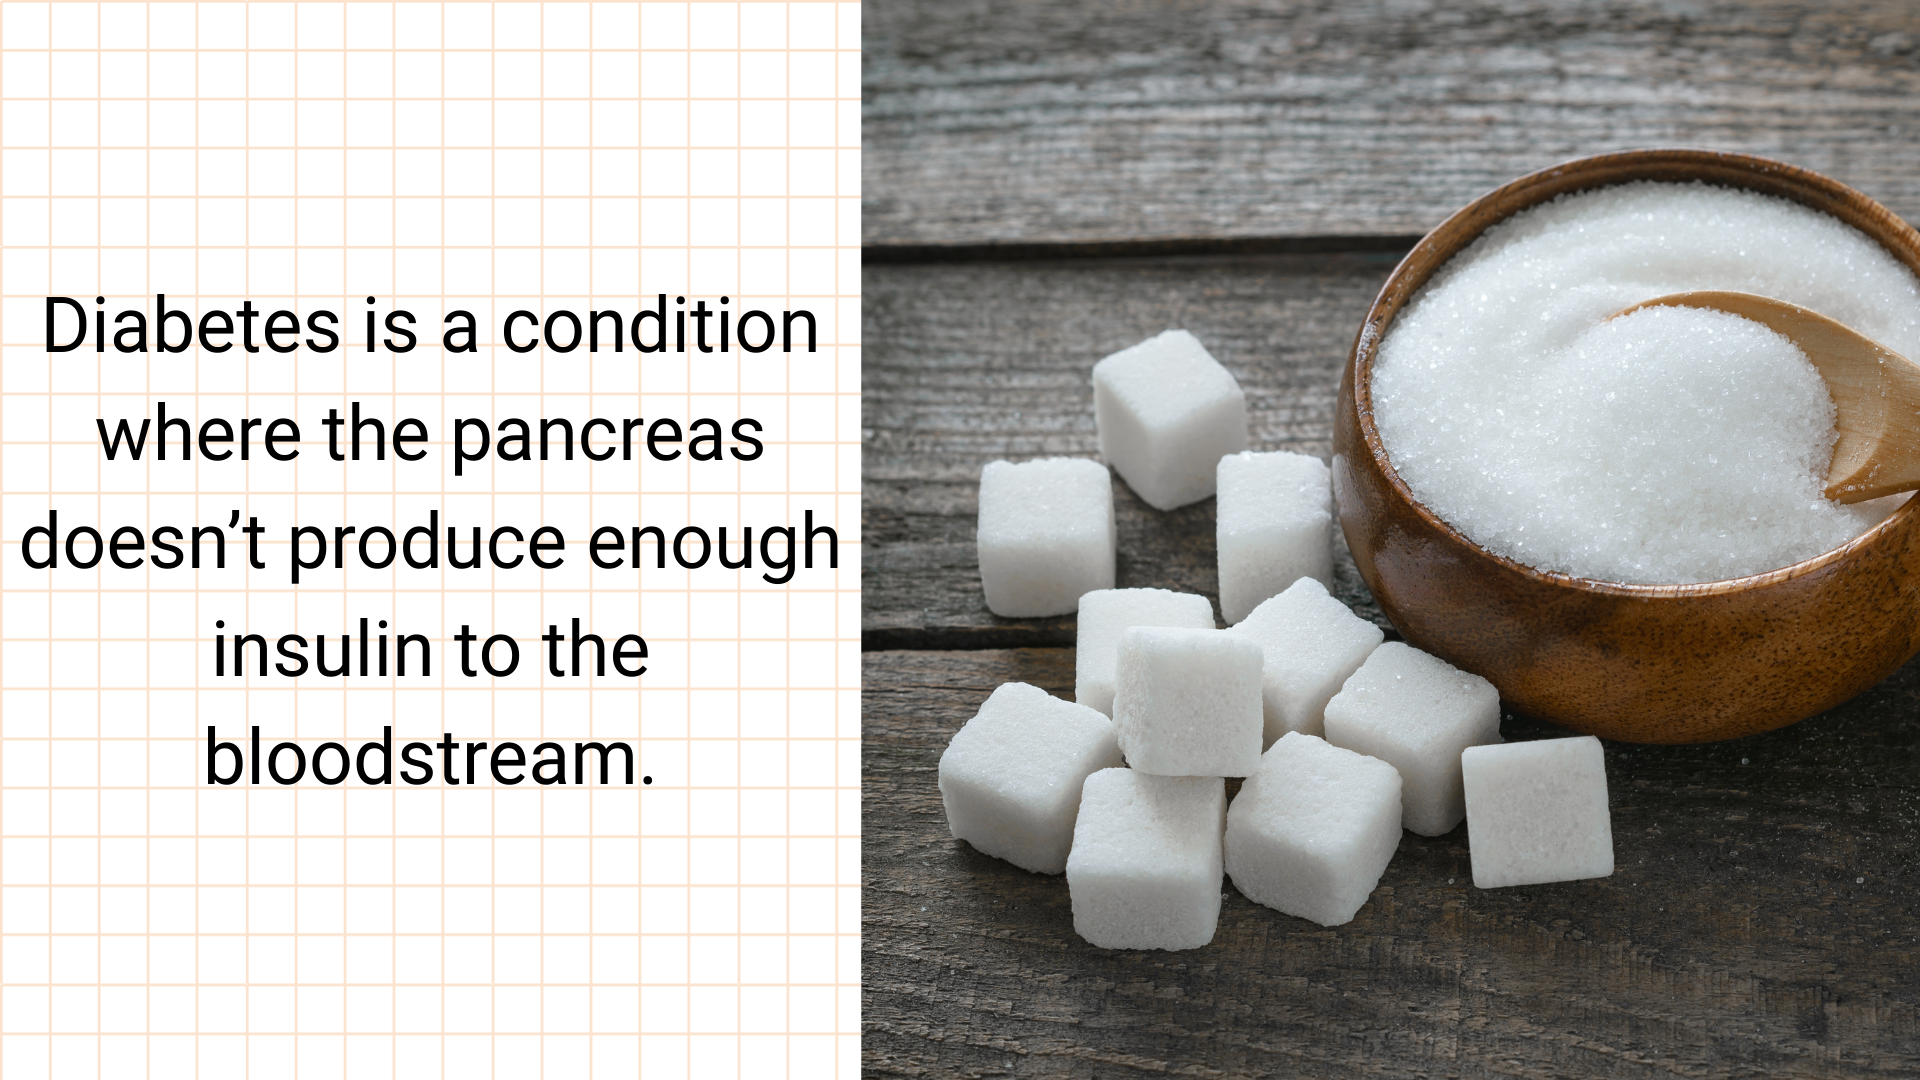 Diabetes is a condition
where the pancreas
doesn’t produce enough
insulin to the
bloodstream.